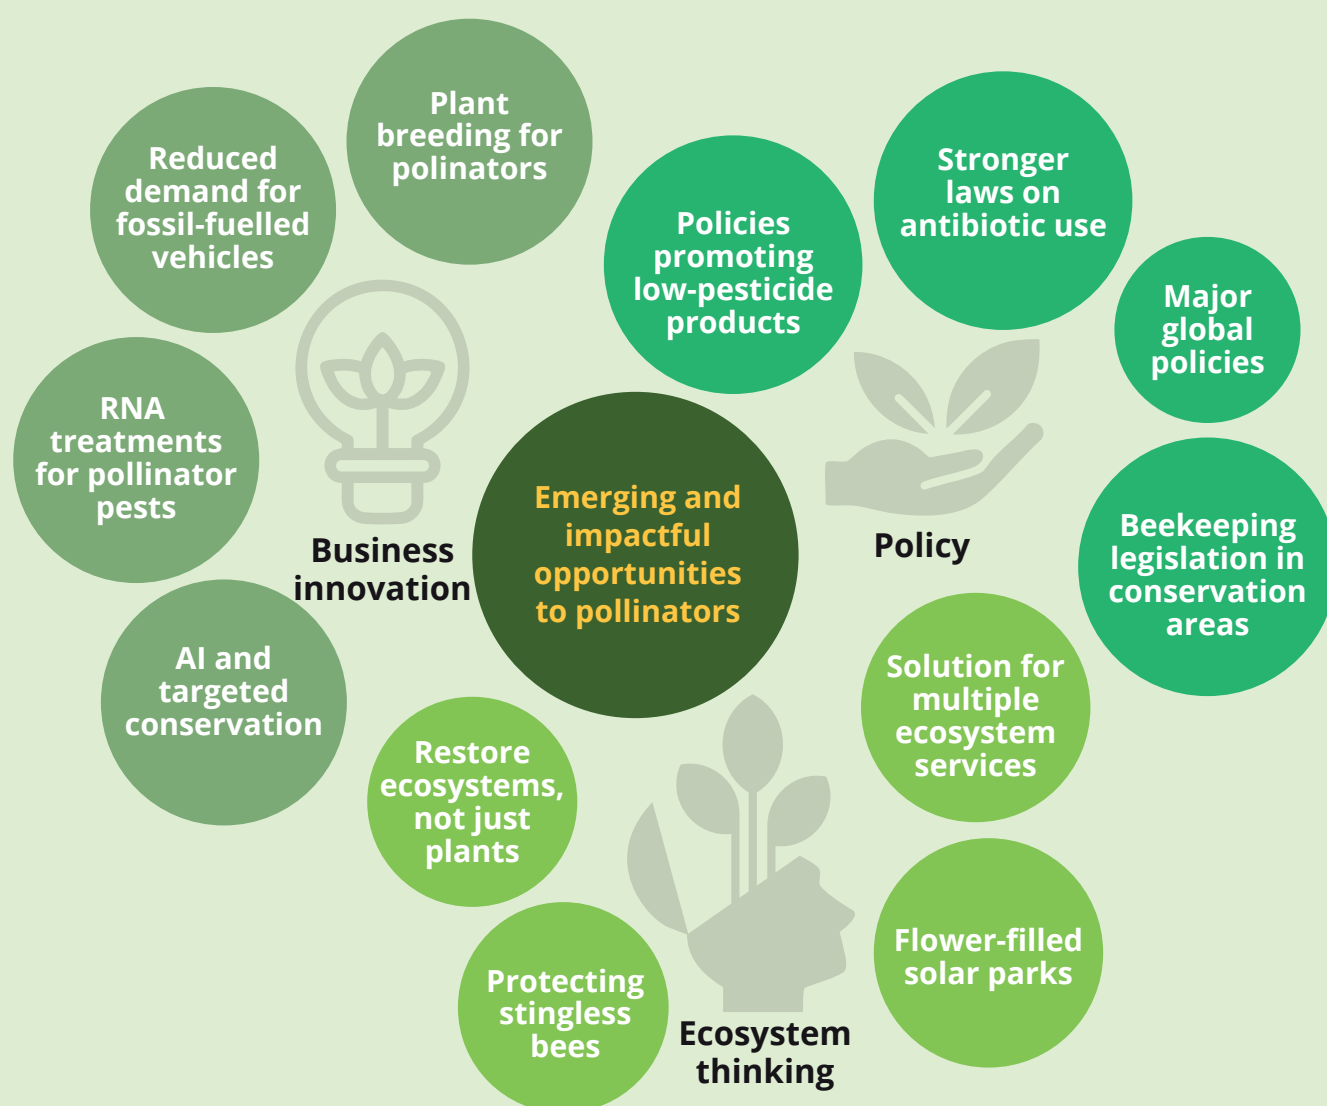 Plant
breeding for
polinators
Reduced
demand for
fossil-fuelled
vehicles
RNA
treatments
for pollinator
pests
AI and
targeted
conservation
Business
innovation
Policies
promoting
low-pesticide
products
Stronger
laws on
antibiotic use
Major
global
policies
Beekeeping
legislation in
conservation
areas
Policy
Emerging and
impactful
opportunities
to pollinators
Solution for
multiple
ecosystem
services
Flower-filled
solar parks
Restore
ecosystems,
not just
plants
Protecting
stingless
bees
Ecosystem
thinking